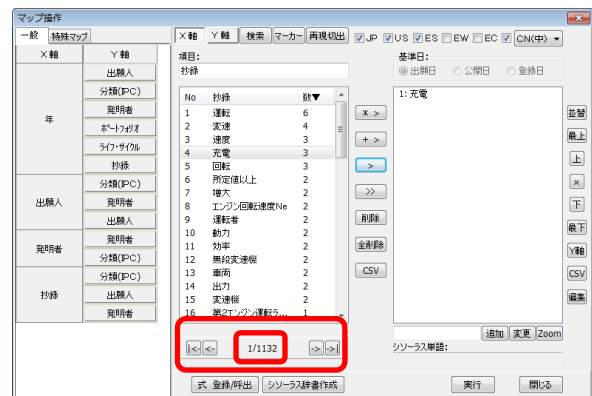 マップ操作
一般 特殊マップ
X軸 Y軸 検索 マーカー 再現切出 JP US ES EW EC CN(中)
X 軸 Y 軸
年
出願人
分類(IPC)
発明者
ポートフォリオ
ライフ・サイクル
抄録
出願人
分類(IPC)
発明者
出願人
発明者
発明者
分類(IPC)
抄録
分類(IPC)
出願人
発明者
項目:
抄録
基準日:
出願日 公開日 登録日
No 抄録 数▼
1 運転 6
2 変速 4
3 速度 3
4 充電 3
5 回転 3
6 所定値以上 2
7 増大 2
8 エンジン回転速度Ne 2
9 運転者 2
10 動力 2
11 効率 2
12 無段変速機 2
13 車両 2
14 出力 2
15 変速機 2
16 第2エンジン運転ラ... 1
|<- <- 1/1132 -> ->|
* >
+ >
>
>>
削除
全削除
CSV
1: 充電
並替
最上
上
×
下
最下
Y軸
CSV
編集
追加 変更 Zoom
シソーラス単語:
式 登録/呼出 シソーラス辞書作成 実行 閉じる